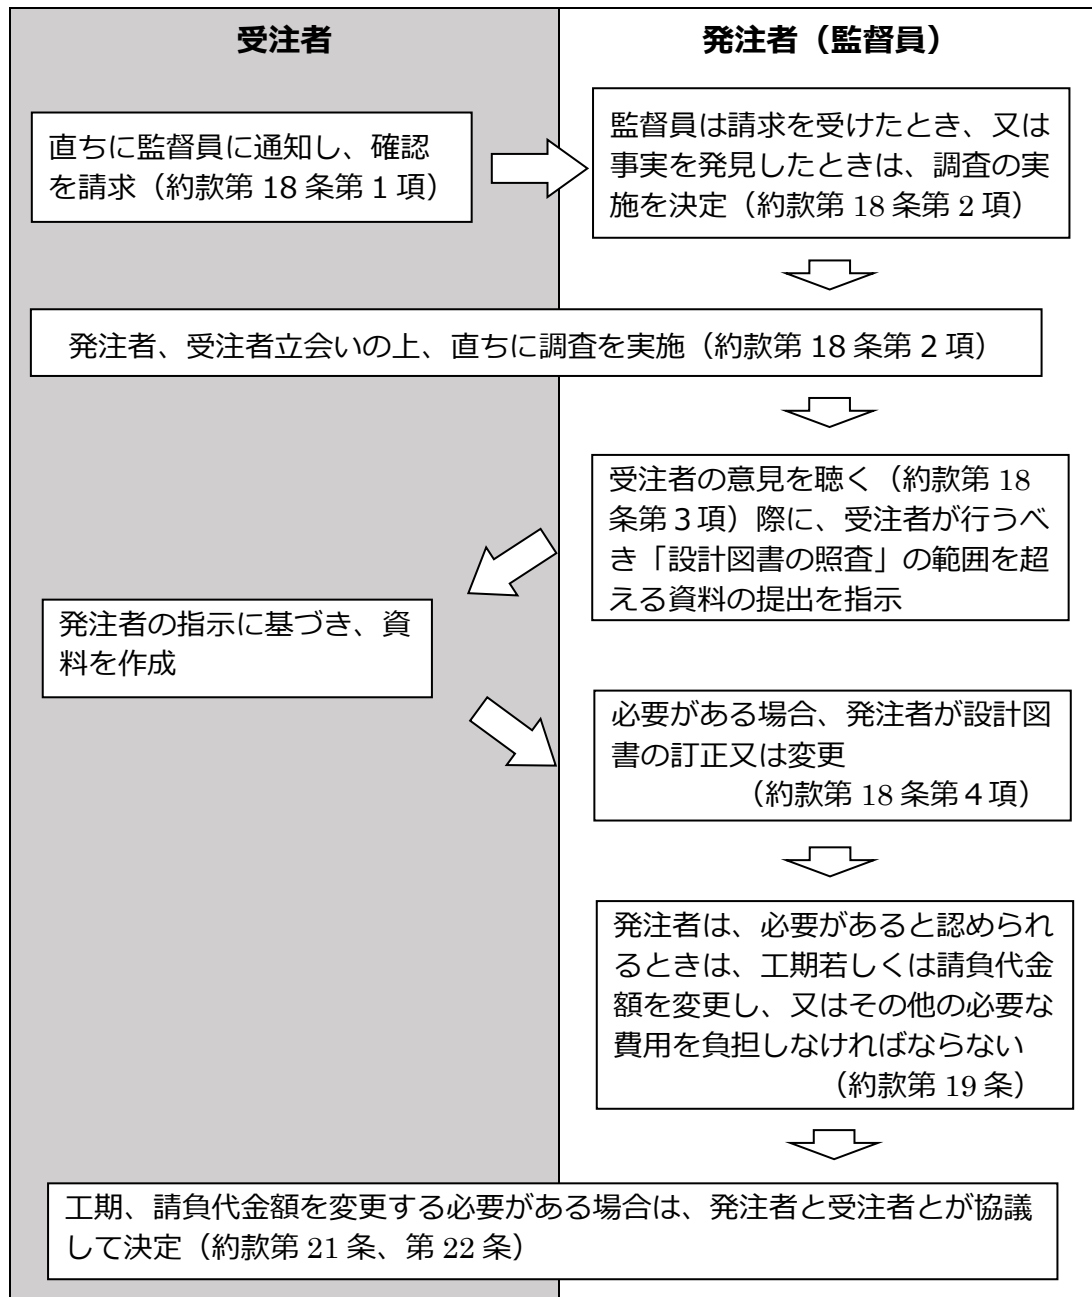 受注者
発注者（監督員）
直ちに監督員に通知し、確認
を請求（約款第 18 条第 1 項）
監督員は請求を受けたとき、又は
事実を発見したときは、調査の実
施を決定（約款第 18 条第 2 項）
発注者、受注者立会いの上、直ちに調査を実施（約款第 18 条第 2 項）
受注者の意見を聴く（約款第 18
条第３項）際に、受注者が行うべ
き「設計図書の照査」の範囲を超
える資料の提出を指示
発注者の指示に基づき、資
料を作成
必要がある場合、発注者が設計図
書の訂正又は変更
（約款第 18 条第４項）
発注者は、必要があると認められ
るときは、工期若しくは請負代金
額を変更し、又はその他の必要な
費用を負担しなければならない
（約款第 19 条）
工期、請負代金額を変更する必要がある場合は、発注者と受注者とが協議
して決定（約款第 21 条、第 22 条）